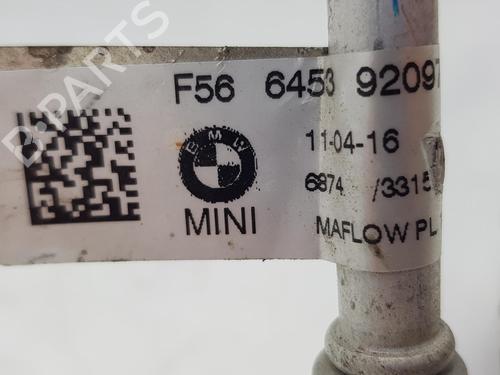 B-PARTS
F56 6453 92097
BMW
11-04-16
6874 /3315
MINI
MAFLOW PL